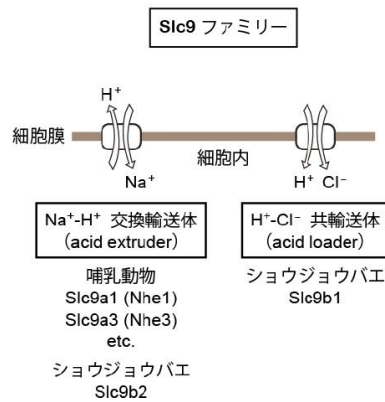 Slc9 ファミリー
H⁺
細胞膜
細胞内
Na⁺
H⁺ Cl⁻
Na⁺-H⁺ 交換輸送体
(acid extruder)
哺乳動物
Slc9a1 (Nhe1)
Slc9a3 (Nhe3)
etc.
ショウジョウバエ
Slc9b2
H⁺-Cl⁻ 共輸送体
(acid loader)
ショウジョウバエ
Slc9b1